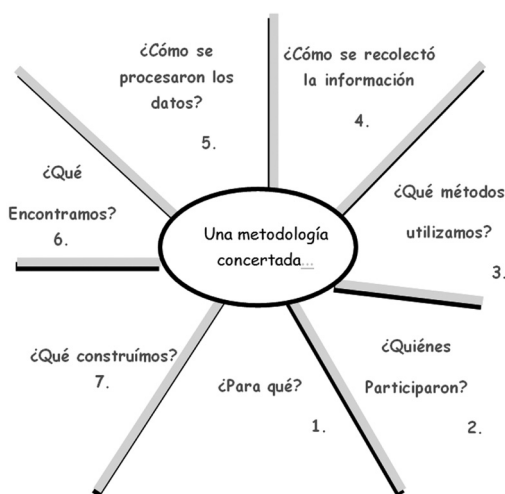 ¿Cómo se
procesaron los
datos?
5.
¿Cómo se recolectó
la información
4.
¿Qué
Encontramos?
6.
¿Qué métodos
utilizamos?
3.
Una metodología
concertada...
¿Qué construímos?
7.
¿Para qué?
1.
¿Quiénes
Participaron?
2.